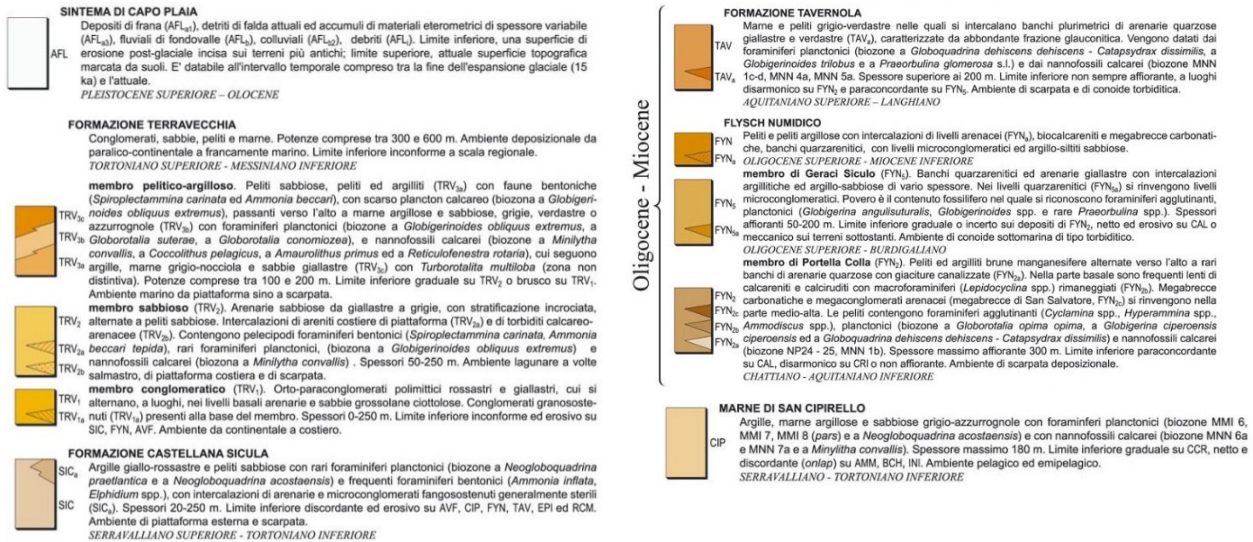 SINTEMA DI CAPO PLAIA
AFL
Depositi di frana (AFLa1), detriti di falda attuali ed accumuli di materiali eterometrici di spessore variabile
(AFLa3), fluviali di fondovalle (AFLb), colluviali (AFLb2), debriti (AFLi). Limite inferiore, una superficie di
erosione post-glaciale incisa sui terreni più antichi; limite superiore, attuale superficie topografica
marcata da suoli. E' databile all'intervallo temporale compreso tra la fine dell'espansione glaciale (15
ka) e l'attuale.
PLEISTOCENE SUPERIORE – OLOCENE
FORMAZIONE TERRAVECCHIA
Conglomerati, sabbie, peliti e marne. Potenze comprese tra 300 e 600 m. Ambiente deposizionale da
paralico-continentale a francamente marino. Limite inferiore inconforme a scala regionale.
TORTONIANO SUPERIORE - MESSINIANO INFERIORE
TRV3c
TRV3b
TRV3a
membro pelitico-argilloso. Peliti sabbiose, peliti ed argilliti (TRV3a) con faune bentoniche
(Spiroplectammina carinata ed Ammonia beccari), con scarso plancton calcareo (biozona a Globigeri-
noides obliquus extremus), passanti verso l'alto a marne argillose e sabbiose, grigie, verdastre o
azzurrognole (TRV3b) con foraminiferi planctonici (biozone a Globigerinoides obliquus extremus, a
Globorotalia suterae, a Globorotalia conomiozea), e nannofossili calcarei (biozone a Minilytha
convallis, a Coccolithus pelagicus, a Amaurolithus primus ed a Reticulofenestra rotaria), cui seguono
argille, marne grigio-nocciola e sabbie giallastre (TRV3c) con Turborotalita multiloba (zona non
distintiva). Potenze comprese tra 100 e 200 m. Limite inferiore graduale su TRV2 o brusco su TRV1.
Ambiente marino da piattaforma sino a scarpata.
TRV2
TRV2a
TRV2b
membro sabbioso (TRV2). Arenarie sabbiose da giallastre a grigie, con stratificazione incrociata,
alternate a peliti sabbiose. Intercalazioni di areniti costiere di piattaforma (TRV2a) e di torbiditi calcareo-
arenacee (TRV2b). Contengono pelecipodi foraminiferi bentonici (Spiroplectammina carinata, Ammonia
beccari tepida), rari foraminiferi planctonici, (biozona a Globigerinoides obliquus extremus) e
nannofossili calcarei (biozona a Minilytha convallis) . Spessori 50-250 m. Ambiente lagunare a volte
salmastro, di piattaforma costiera e di scarpata.
TRV1
TRV1a
membro conglomeratico (TRV1). Orto-paraconglomerati polimittici rossastri e giallastri, cui si
alternano, a luoghi, nei livelli basali arenarie e sabbie grossolane ciottolose. Conglomerati granososte-
nuti (TRV1a) presenti alla base del membro. Spessori 0-250 m. Limite inferiore inconforme ed erosivo su
SIC, FYN, AVF. Ambiente da continentale a costiero.
FORMAZIONE CASTELLANA SICULA
SICa
SIC
Argille giallo-rossastre e peliti sabbiose con rari foraminiferi planctonici (biozone a Neogloboquadrina
praetlantica e a Neogloboquadrina acostaensis) e frequenti foraminiferi bentonici (Ammonia inflata,
Elphidium spp.), con intercalazioni di arenarie e microconglomerati fangosostenuti generalmente sterili
(SICa). Spessori 20-250 m. Limite inferiore discordante ed erosivo su AVF, CIP, FYN, TAV, EPI ed RCM.
Ambiente di piattaforma esterna e scarpata.
SERRAVALLIANO SUPERIORE - TORTONIANO INFERIORE
Oligocene - Miocene
FORMAZIONE TAVERNOLA
TAV
TAVa
Marne e peliti grigio-verdastre nelle quali si intercalano banchi plurimetrici di arenarie quarzose
giallastre e verdastre (TAVa), caratterizzate da abbondante frazione glauconitica. Vengono datati dai
foraminiferi planctonici (biozone a Globoquadrina dehiscens dehiscens - Catapsydrax dissimilis, a
Globigerinoides trilobus e a Praeorbulina glomerosa s.l.) e dai nannofossili calcarei (biozone MNN
1c-d, MNN 4a, MNN 5a. Spessore superiore ai 200 m. Limite inferiore non sempre affiorante, a luoghi
disarmonico su FYN2 e paraconcordante su FYN5. Ambiente di scarpata e di conoide torbiditica.
AQUITANIANO SUPERIORE – LANGHIANO
FLYSCH NUMIDICO
FYN
FYNa
Peliti e peliti argillose con intercalazioni di livelli arenacei (FYNa), biocalcareniti e megabrecce carbonati-
che, banchi quarzarenitici, con livelli microconglomeratici ed argillo-siltiti sabbiose.
OLIGOCENE SUPERIORE - MIOCENE INFERIORE
FYN5
FYN5a
membro di Geraci Siculo (FYN5). Banchi quarzarenitici ed arenarie giallastre con intercalazioni
argillitiche ed argillo-sabbiose di vario spessore. Nei livelli quarzarenitici (FYN5a) si rinvengono livelli
microconglomeratici. Povero è il contenuto fossilifero nel quale si riconoscono foraminiferi agglutinanti,
planctonici (Globigerina angulisuturalis, Globigerinoides spp. e rare Praeorbulina spp.). Spessori
affioranti 50-200 m. Limite inferiore graduale o incerto sui depositi di FYN2, netto ed erosivo su CAL o
meccanico sui terreni sottostanti. Ambiente di conoide sottomarina di tipo torbiditico.
OLIGOCENE SUPERIORE - BURDIGALIANO
FYN2
FYN2c
FYN2b
FYN2a
membro di Portella Colla (FYN2). Peliti ed argilliti brune manganesifere alternate verso l'alto a rari
banchi di arenarie quarzose con giaciture canalizzate (FYN2a). Nella parte basale sono frequenti lenti di
calcareniti e calciruditi con macroforaminiferi (Lepidocyclina spp.) rimaneggiati (FYN2b). Megabrecce
carbonatiche e megaconglomerati arenacei (megabrecce di San Salvatore, FYN2c) si rinvengono nella
parte medio-alta. Le peliti contengono foraminiferi agglutinanti (Cyclamina spp., Hyperammina spp.,
Ammodiscus spp.), planctonici (biozone a Globorotalia opima opima, a Globigerina ciperoensis
ciperoensis ed a Globoquadrina dehiscens dehiscens - Catapsydrax dissimilis) e nannofossili calcarei
(biozone NP24 - 25, MNN 1b). Spessore massimo affiorante 300 m. Limite inferiore paraconcordante
su CAL, disarmonico su CRI o non affiorante. Ambiente di scarpata deposizionale.
CHATTIANO - AQUITANIANO INFERIORE
MARNE DI SAN CIPIRELLO
CIP
Argille, marne argillose e sabbiose grigio-azzurrognole con foraminferi planctonici (biozone MMI 6,
MMI 7, MMI 8 (pars) e a Neogloboquadrina acostaensis) e con nannofossili calcarei (biozone MNN 6a
e MNN 7a e a Minylitha convallis). Spessore massimo 180 m. Limite inferiore graduale su CCR, netto e
discordante (onlap) su AMM, BCH, INI. Ambiente pelagico ed emipelagico.
SERRAVALLIANO - TORTONIANO INFERIORE